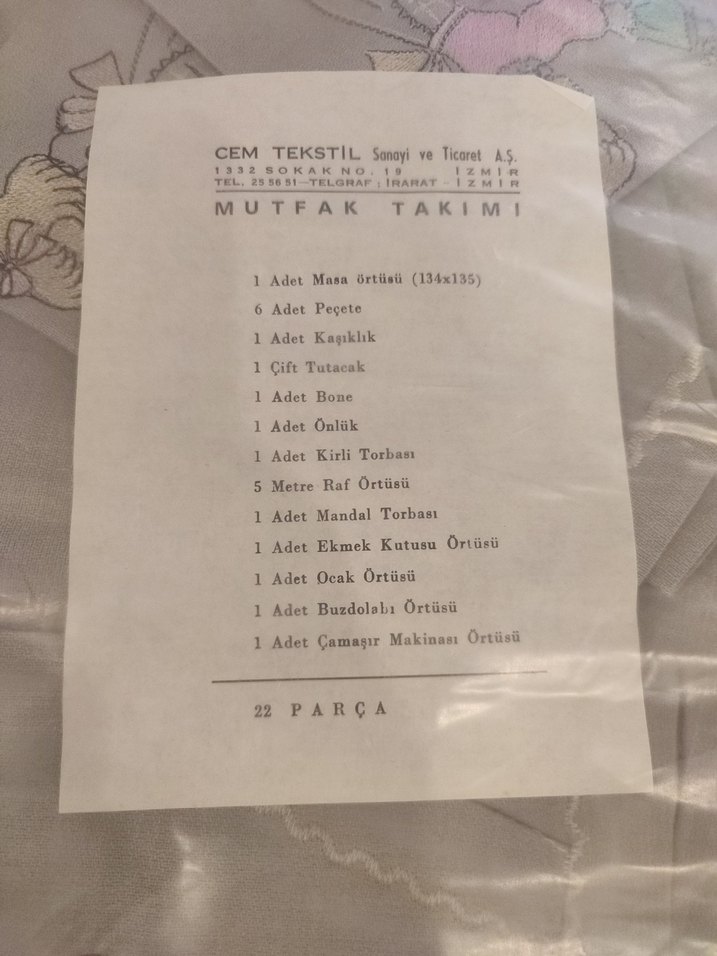 CEM TEKSTİL Sanayi ve Ticaret A.Ş.
1332 SOKAK NO. 19 İZMİR
TEL. 25 56 51—TELGRAF ; İRARAT - İZMİR
MUTFAK TAKIMI
1 Adet Masa örtüsü (134x135)
6 Adet Peçete
1 Adet Kaşıklık
1 Çift Tutacak
1 Adet Bone
1 Adet Önlük
1 Adet Kirli Torbası
5 Metre Raf Örtüsü
1 Adet Mandal Torbası
1 Adet Ekmek Kutusu Örtüsü
1 Adet Ocak Örtüsü
1 Adet Buzdolabı Örtüsü
1 Adet Çamaşır Makinası Örtüsü
22 PARÇA